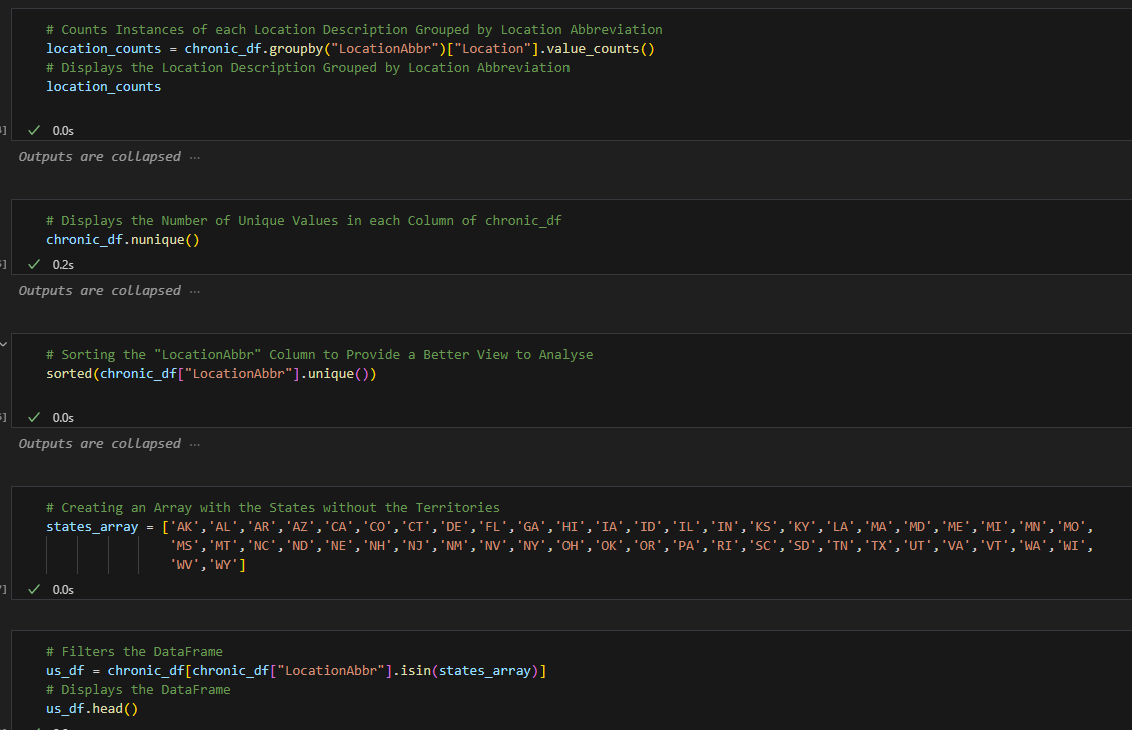 # Counts Instances of each Location Description Grouped by Location Abbreviation
location_counts = chronic_df.groupby("LocationAbbr")["Location"].value_counts()
# Displays the Location Description Grouped by Location Abbreviation
location_counts
0.0s
Outputs are collapsed ...
# Displays the Number of Unique Values in each Column of chronic_df
chronic_df.nunique()
0.2s
Outputs are collapsed ...
# Sorting the "LocationAbbr" Column to Provide a Better View to Analyse
sorted(chronic_df["LocationAbbr"].unique())
0.0s
Outputs are collapsed ...
# Creating an Array with the States without the Territories
states_array = ['AK','AL','AR','AZ','CA','CO','CT','DE','FL','GA','HI','IA','ID','IL','IN','KS','KY','LA','MA','MD','ME','MI','MN','MO',
'MS','MT','NC','ND','NE','NH','NJ','NM','NV','NY','OH','OK','OR','PA','RI','SC','SD','TN','TX','UT','VA','VT','WA','WI',
'WV','WY']
0.0s
# Filters the DataFrame
us_df = chronic_df[chronic_df["LocationAbbr"].isin(states_array)]
# Displays the DataFrame
us_df.head()